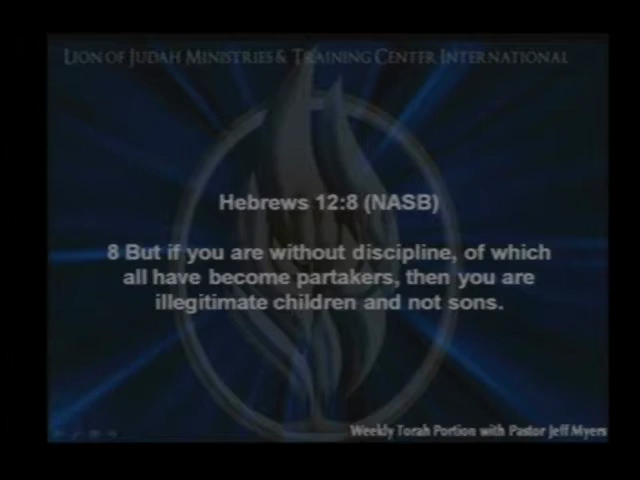 LION OF JUDAH MINISTRIES & TRAINING CENTER INTERNATIONAL
Hebrews 12:8 (NASB)
8 But if you are without discipline, of which
all have become partakers, then you are
illegitimate children and not sons.
Weekly Torah Portion with Pastor Jeff Myers